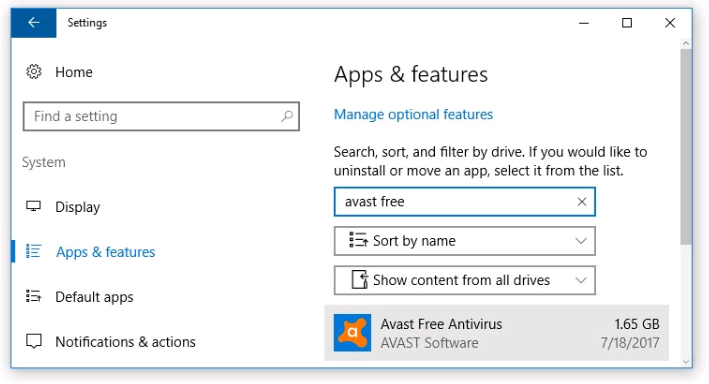 Settings
Home
Find a setting
System
Display
Apps & features
Default apps
Notifications & actions
Apps & features
Manage optional features
Search, sort, and filter by drive. If you would like to
uninstall or move an app, select it from the list.
avast free
Sort by name
Show content from all drives
Avast Free Antivirus 1.65 GB
AVAST Software 7/18/2017